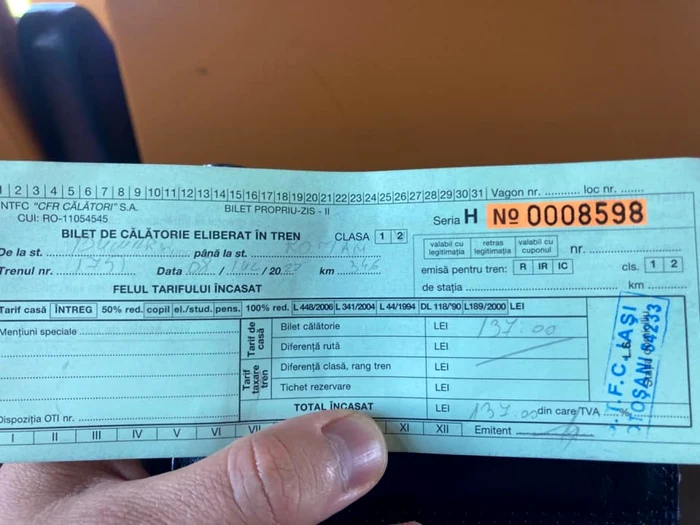 1 2 3 4 5 6 7 8 9 10 11 12 13 14 15 16 17 18 19 20 21 22 23 24 25 26 27 28 29 30 31 Vagon nr. ........ loc nr. .......
NTFC "CFR CĂLĂTORI" S.A. BILET PROPRIU-ZIS - II
CUI: RO-11054545
Seria H № 0008598
BILET DE CĂLĂTORIE ELIBERAT ÎN TREN CLASA 1 2
De la st. până la st. ROMAN
Trenul nr. Data / / 20 km 346
FELUL TARIFULUI ÎNCASAT
valabil cu legitimația retras legitimația valabil cu cuponul nr. .........
emisă pentru tren: R IR IC cls. 1 2
de stația km
Tarif casă ÎNTREG 50% red. copil el./stud. pens. 100% red. L 448/2006 L 341/2004 L 44/1994 DL 118/'90 L189/2000 LEI
Mențiuni speciale
Tarif de casă
Bilet călătorie LEI 137.00
Diferență rută LEI
Tarif taxare tren
Diferență clasă, rang tren LEI
Tichet rezervare LEI
TOTAL ÎNCASAT LEI 137.00 din care/TVA %
Dispoziția OTI nr.
I II III IV V VI VII XI XII Emitent
IAȘI